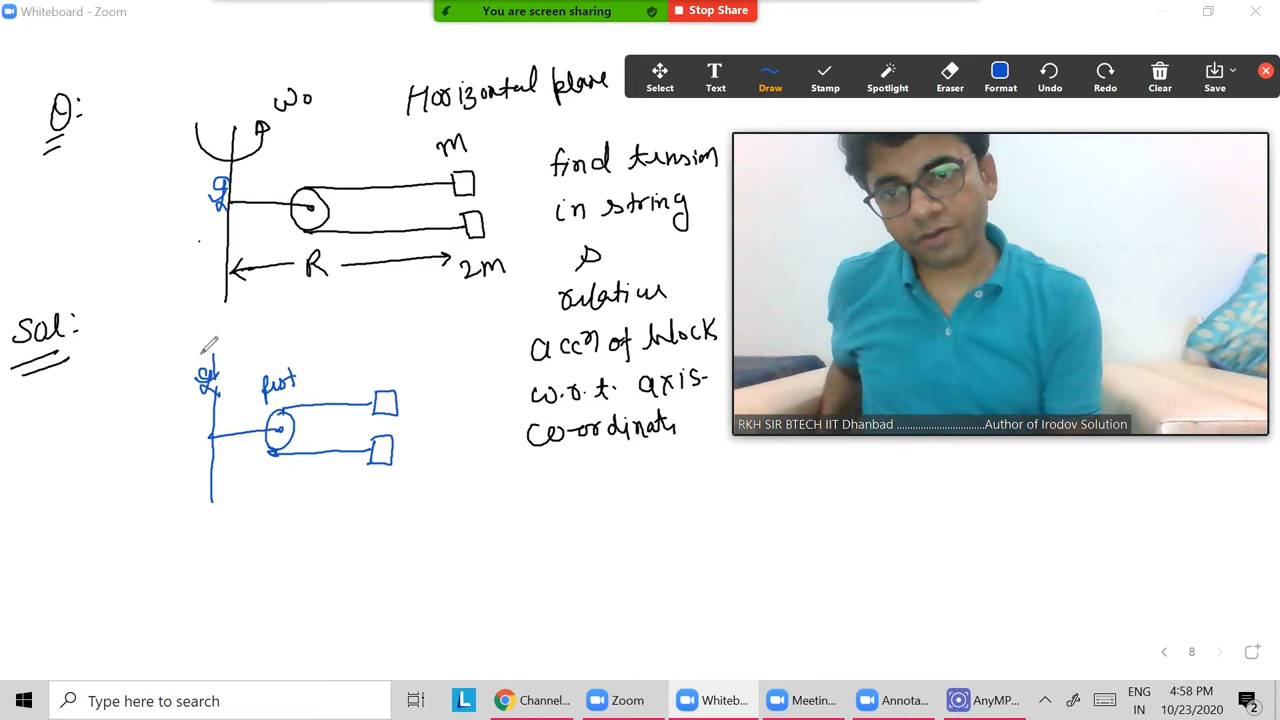 Whiteboard - Zoom
You are screen sharing
Stop Share
Select
Text
Draw
Stamp
Spotlight
Eraser
Format
Undo
Redo
Clear
Save
Q:
ω0
Horizontal plane
m
R
2m
find tension
in string
&
relative
accn of block
w.r.t. axis-
co-ordinate
Sol:
RKH SIR BTECH IIT Dhanbad ................................Author of Irodov Solution
8
Type here to search
L
Channel...
Zoom
Whiteb...
Meetin...
Annota...
AnyMP...
ENG
IN
4:58 PM
10/23/2020
2